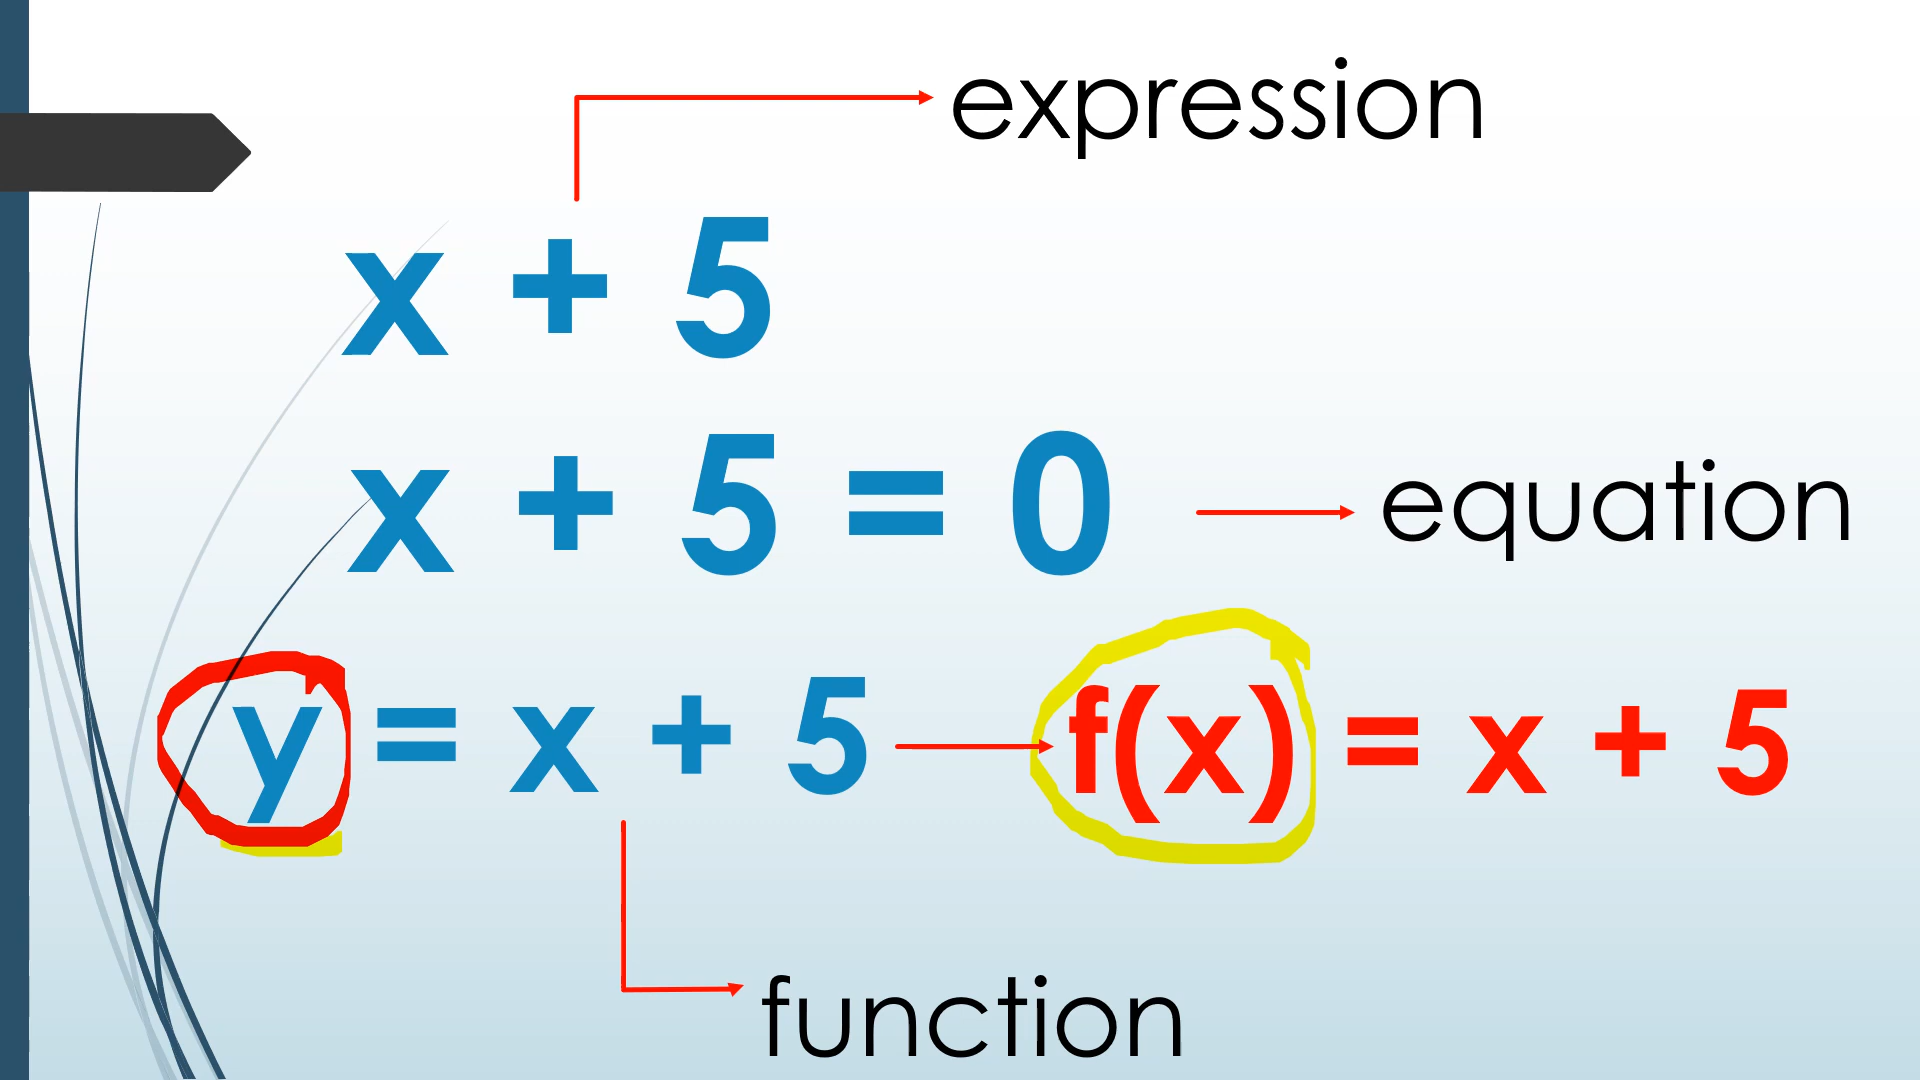 expression
x + 5
x + 5 = 0
equation
y = x + 5
f(x) = x + 5
function